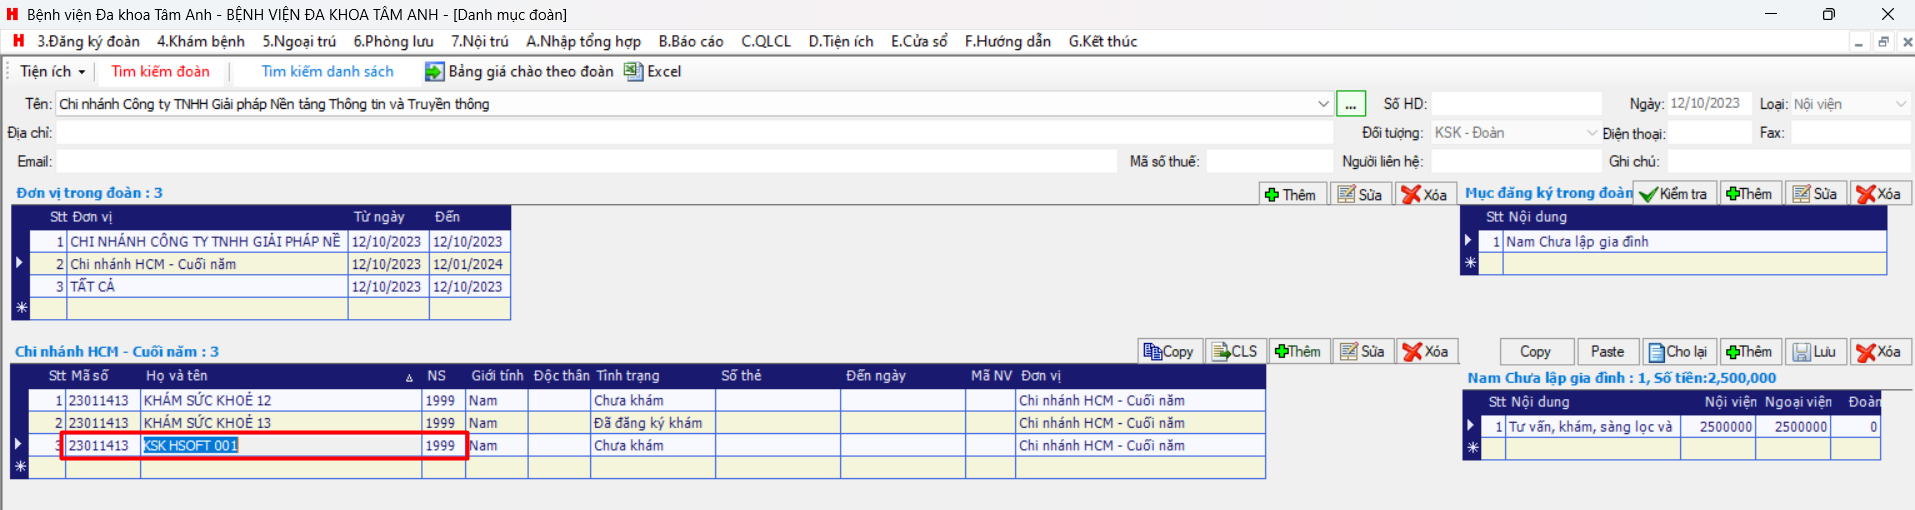 Bệnh viện Đa khoa Tâm Anh - BỆNH VIỆN ĐA KHOA TÂM ANH - [Danh mục đoàn]
3.Đăng ký đoàn 4.Khám bệnh 5.Ngoại trú 6.Phòng lưu 7.Nội trú A.Nhập tổng hợp B.Báo cáo C.QLCL D.Tiện ích E.Cửa sổ F.Hướng dẫn G.Kết thúc
Tiện ích Tìm kiếm đoàn Tìm kiếm danh sách Bảng giá chào theo đoàn Excel
Tên: Chi nhánh Công ty TNHH Giải pháp Nền tảng Thông tin và Truyền thông ... Số HD: Ngày: 12/10/2023 Loại: Nội viện
Địa chỉ: Đối tượng: KSK - Đoàn Điện thoại: Fax:
Email: Mã số thuế: Người liên hệ: Ghi chú:
Đơn vị trong đoàn : 3 Thêm Sửa Xóa Mục đăng ký trong đoàn Kiểm tra Thêm Sửa Xóa
Stt Đơn vị Từ ngày Đến
1 CHI NHÁNH CÔNG TY TNHH GIẢI PHÁP NỀ 12/10/2023 12/10/2023
2 Chi nhánh HCM - Cuối năm 12/10/2023 12/01/2024
3 TẤT CẢ 12/10/2023 12/10/2023
Stt Nội dung
1 Nam Chưa lập gia đình
Chi nhánh HCM - Cuối năm : 3 Copy CLS Thêm Sửa Xóa
Stt Mã số Họ và tên NS Giới tính Độc thân Tình trạng Số thẻ Đến ngày Mã NV Đơn vị
1 23011413 KHÁM SỨC KHOẺ 12 1999 Nam Chưa khám Chi nhánh HCM - Cuối năm
2 23011413 KHÁM SỨC KHOẺ 13 1999 Nam Đã đăng ký khám Chi nhánh HCM - Cuối năm
3 23011413 KSK HSOFT 001 1999 Nam Chưa khám Chi nhánh HCM - Cuối năm
Copy Paste Cho lại Thêm Lưu Xóa
Nam Chưa lập gia đình : 1, Số tiền:2,500,000
Stt Nội dung Nội viện Ngoại viện Đoàn
1 Tư vấn, khám, sàng lọc và 2500000 2500000 0